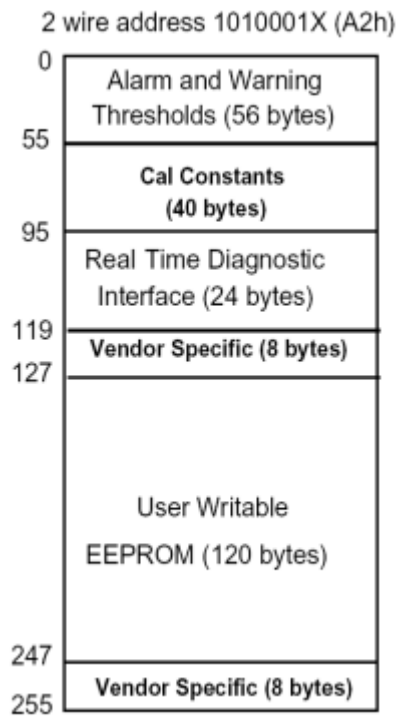 2 wire address 1010001X (A2h)
0
Alarm and Warning
Thresholds (56 bytes)
55
Cal Constants
(40 bytes)
95
Real Time Diagnostic
Interface (24 bytes)
119
Vendor Specific (8 bytes)
127
User Writable
EEPROM (120 bytes)
247
Vendor Specific (8 bytes)
255